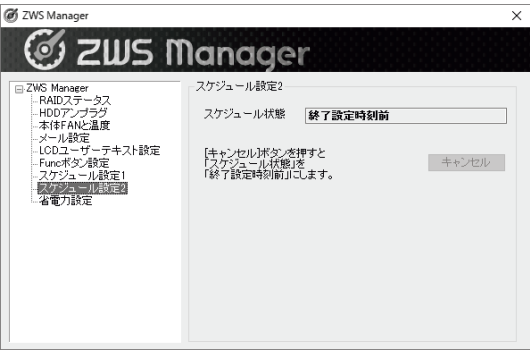 ZWS Manager
ZWS Manager
ZWS Maneger
RAIDステータス
HDDアンプラグ
本体FANと温度
メール設定
LCDユーザーテキスト設定
Funcボタン設定
スケジュール設定1
スケジュール設定2
省電力設定
スケジュール設定2
スケジュール状態
終了設定時刻前
「キャンセル」ボタンを押すと
「スケジュール状態」を
「終了設定時刻前」にします。
キャンセル